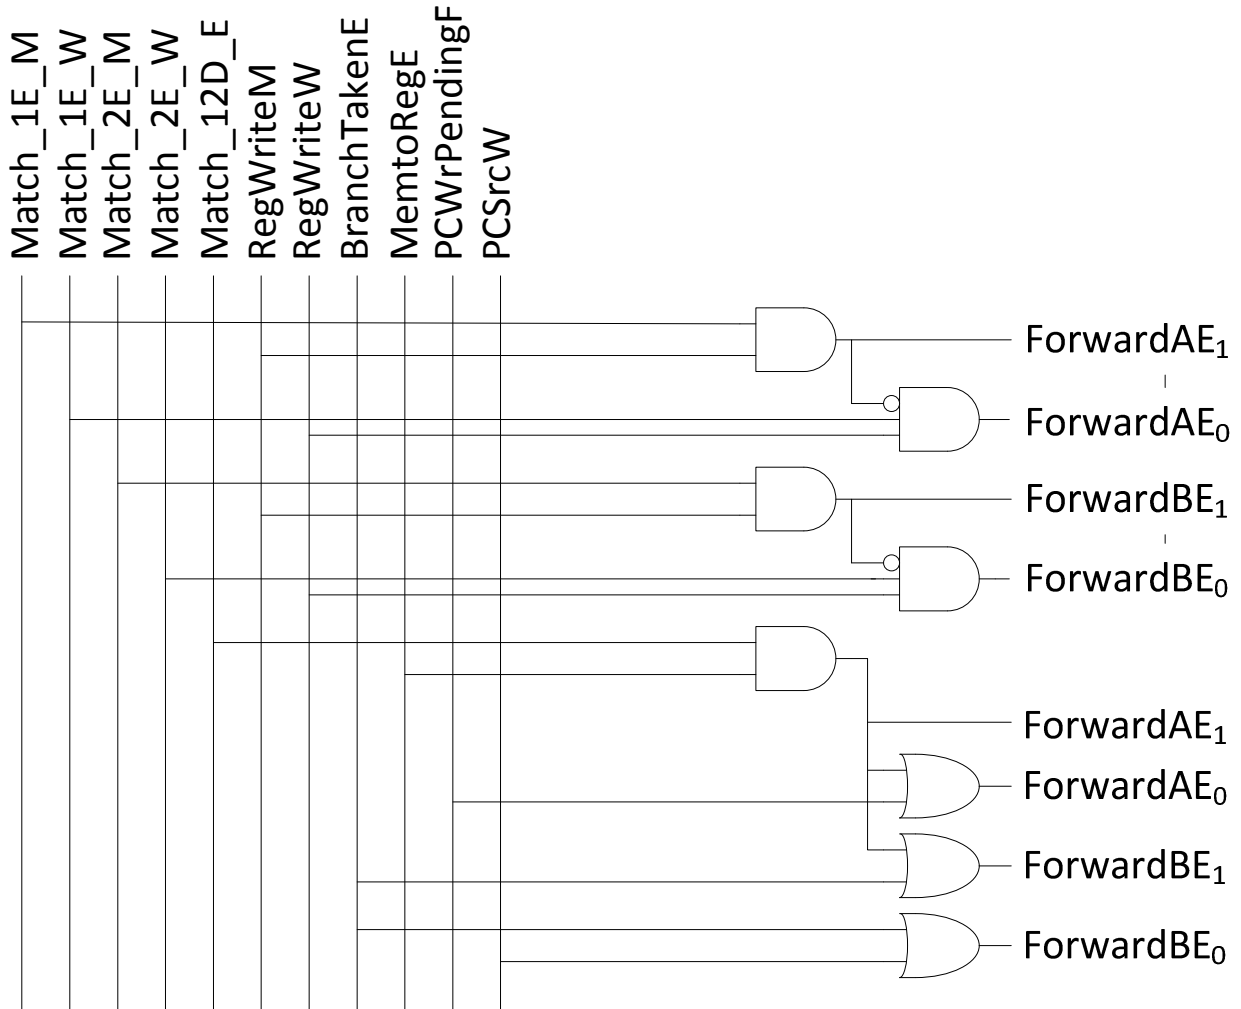 Match_1E_M
Match_1E_W
Match_2E_M
Match_2E_W
Match_12D_E
RegWriteM
RegWriteW
BranchTakenE
MemtoRegE
PCWrPendingF
PCSrcW
ForwardAE₁
ForwardAE₀
ForwardBE₁
ForwardBE₀
ForwardAE₁
ForwardAE₀
ForwardBE₁
ForwardBE₀